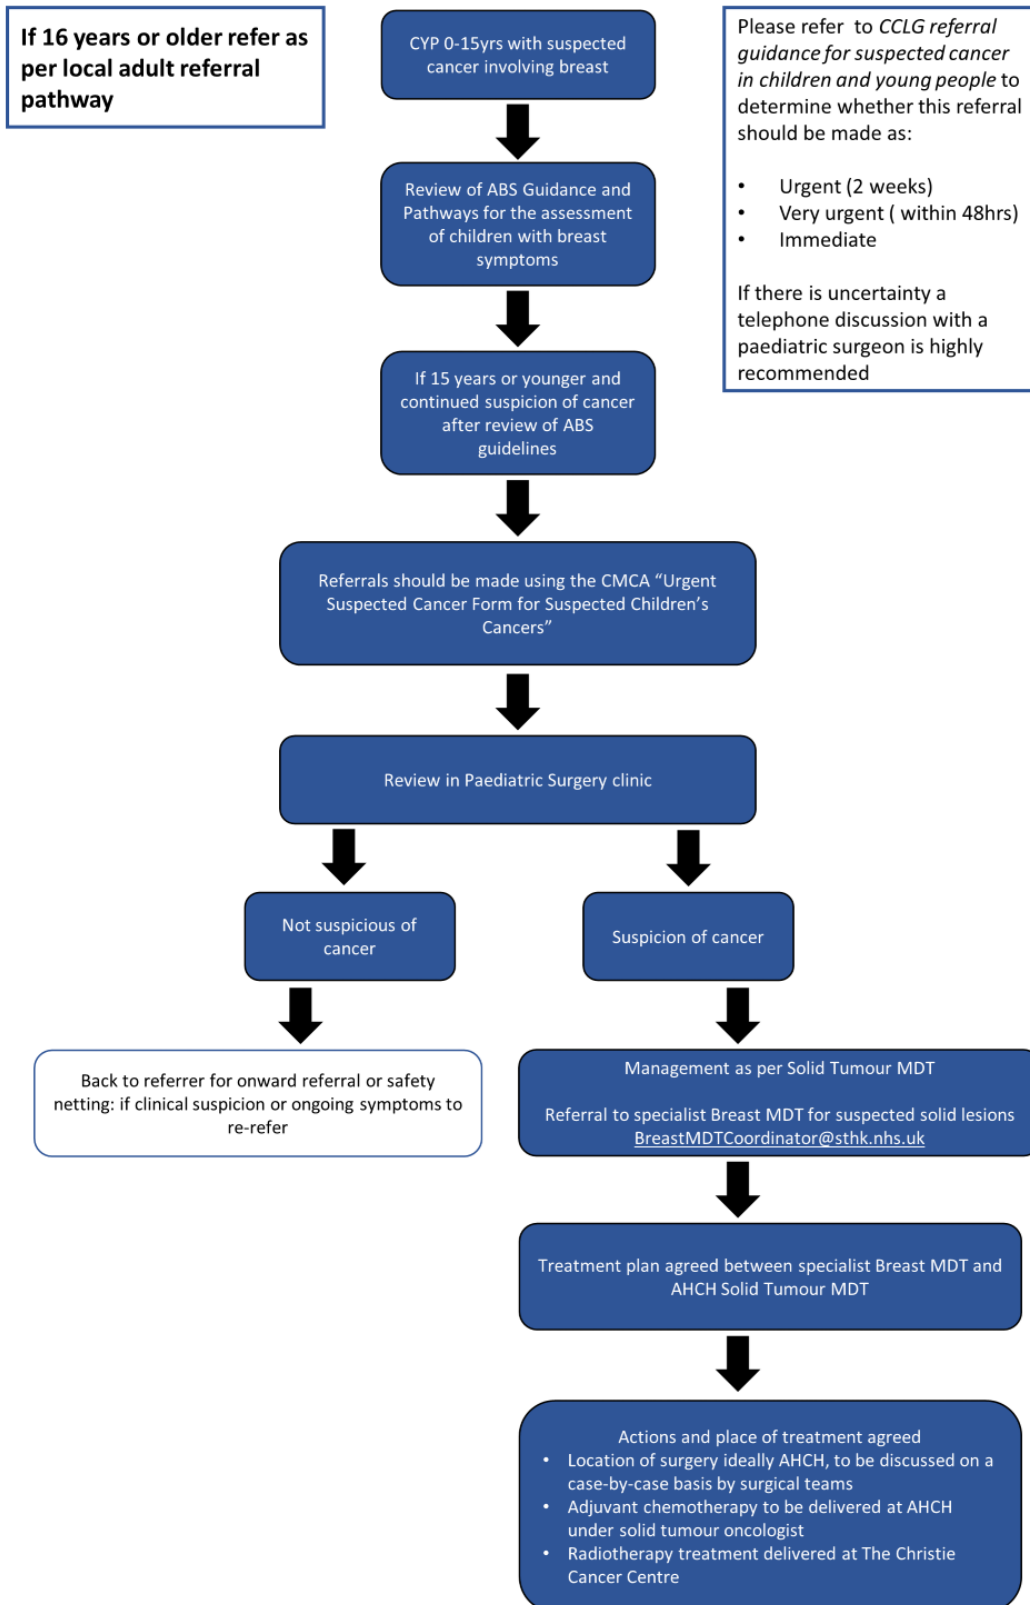 If 16 years or older refer as
per local adult referral
pathway
CYP 0-15yrs with suspected
cancer involving breast
Please refer  to CCLG referral
guidance for suspected cancer
in children and young people to
determine whether this referral
should be made as:
• Urgent (2 weeks)
• Very urgent ( within 48hrs)
• Immediate
If there is uncertainty a
telephone discussion with a
paediatric surgeon is highly
recommended
Review of ABS Guidance and
Pathways for the assessment
of children with breast
symptoms
If 15 years or younger and
continued suspicion of cancer
after review of ABS
guidelines
Referrals should be made using the CMCA “Urgent
Suspected Cancer Form for Suspected Children’s
Cancers”
Review in Paediatric Surgery clinic
Not suspicious of
cancer
Suspicion of cancer
Back to referrer for onward referral or safety
netting: if clinical suspicion or ongoing symptoms to
re-refer
Management as per Solid Tumour MDT
Referral to specialist Breast MDT for suspected solid lesions
BreastMDTCoordinator@sthk.nhs.uk
Treatment plan agreed between specialist Breast MDT and
AHCH Solid Tumour MDT
Actions and place of treatment agreed
• Location of surgery ideally AHCH, to be discussed on a
case-by-case basis by surgical teams
• Adjuvant chemotherapy to be delivered at AHCH
under solid tumour oncologist
• Radiotherapy treatment delivered at The Christie
Cancer Centre